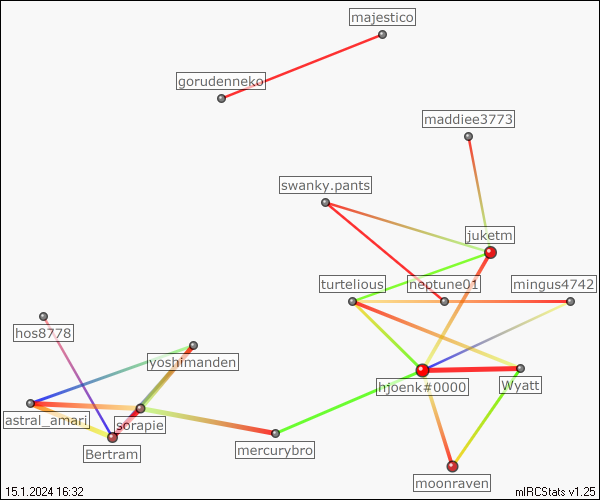 majestico
gorudenneko
maddiee3773
swanky.pants
juketm
turtelious
neptune01
mingus4742
hos8778
yoshimanden
hjoenk#0000
Wyatt
astral_amari
sorapie
Bertram
mercurybro
moonraven
15.1.2024 16:32
mIRCStats v1.25